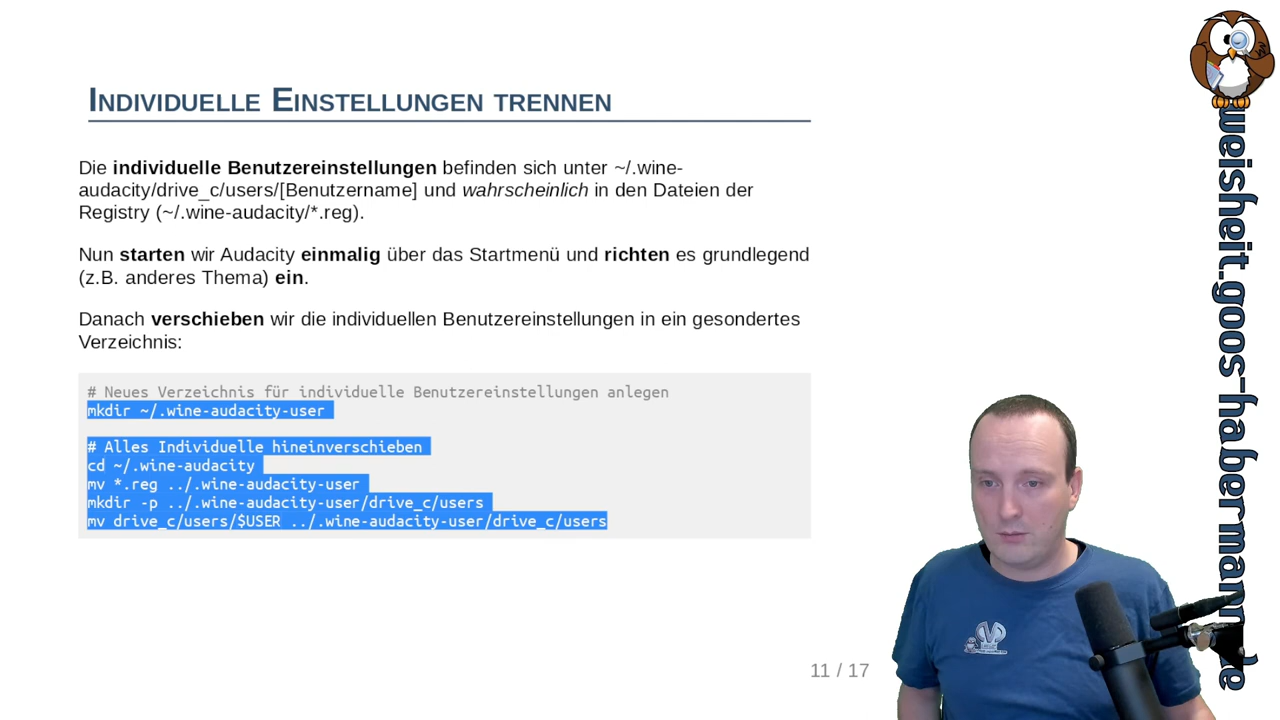 Individuelle Einstellungen trennen
Die individuelle Benutzereinstellungen befinden sich unter ~/.wine-
audacity/drive_c/users/[Benutzername] und wahrscheinlich in den Dateien der
Registry (~/.wine-audacity/*.reg).
Nun starten wir Audacity einmalig über das Startmenü und richten es grundlegend
(z.B. anderes Thema) ein.
Danach verschieben wir die individuellen Benutzereinstellungen in ein gesondertes
Verzeichnis:
# Neues Verzeichnis für individuelle Benutzereinstellungen anlegen
mkdir ~/.wine-audacity-user
# Alles Individuelle hineinverschieben
cd ~/.wine-audacity
mv *.reg ../.wine-audacity-user
mkdir -p ../.wine-audacity-user/drive_c/users
mv drive_c/users/$USER ../.wine-audacity-user/drive_c/users
11 / 17
weisheit.goos-habermann.de